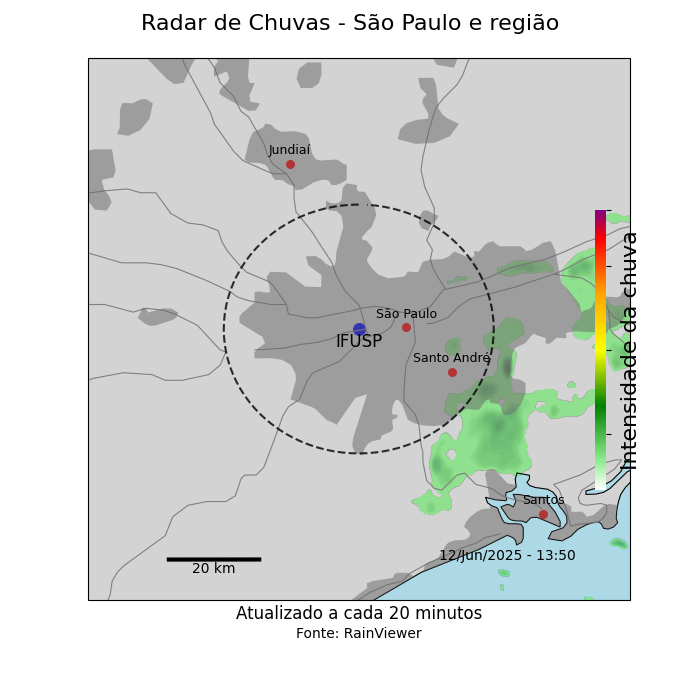 Radar de Chuvas - São Paulo e região
Jundiaí
São Paulo
IFUSP
Santo André
Intensidade da chuva
Santos
12/Jun/2025 - 13:50
20 km
Atualizado a cada 20 minutos
Fonte: RainViewer